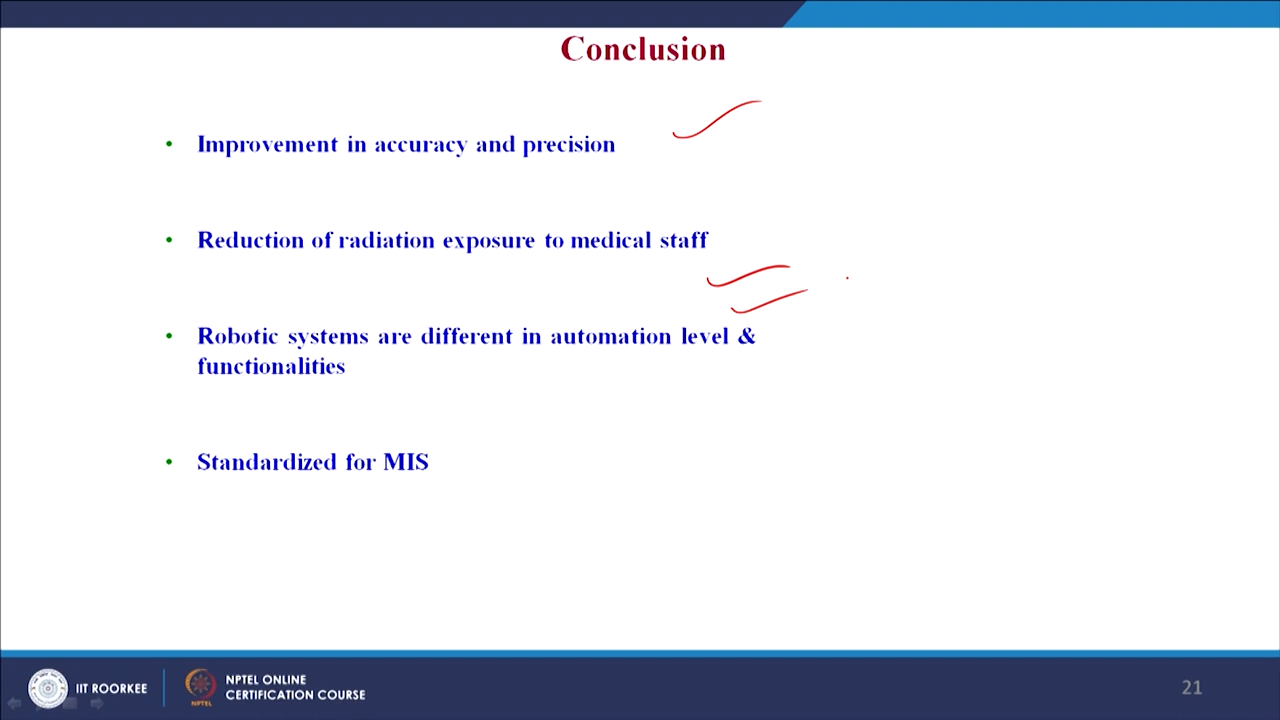 Conclusion
• Improvement in accuracy and precision
• Reduction of radiation exposure to medical staff
• Robotic systems are different in automation level &
functionalities
• Standardized for MIS
IIT ROORKEE
NPTEL
NPTEL ONLINE
CERTIFICATION COURSE
21